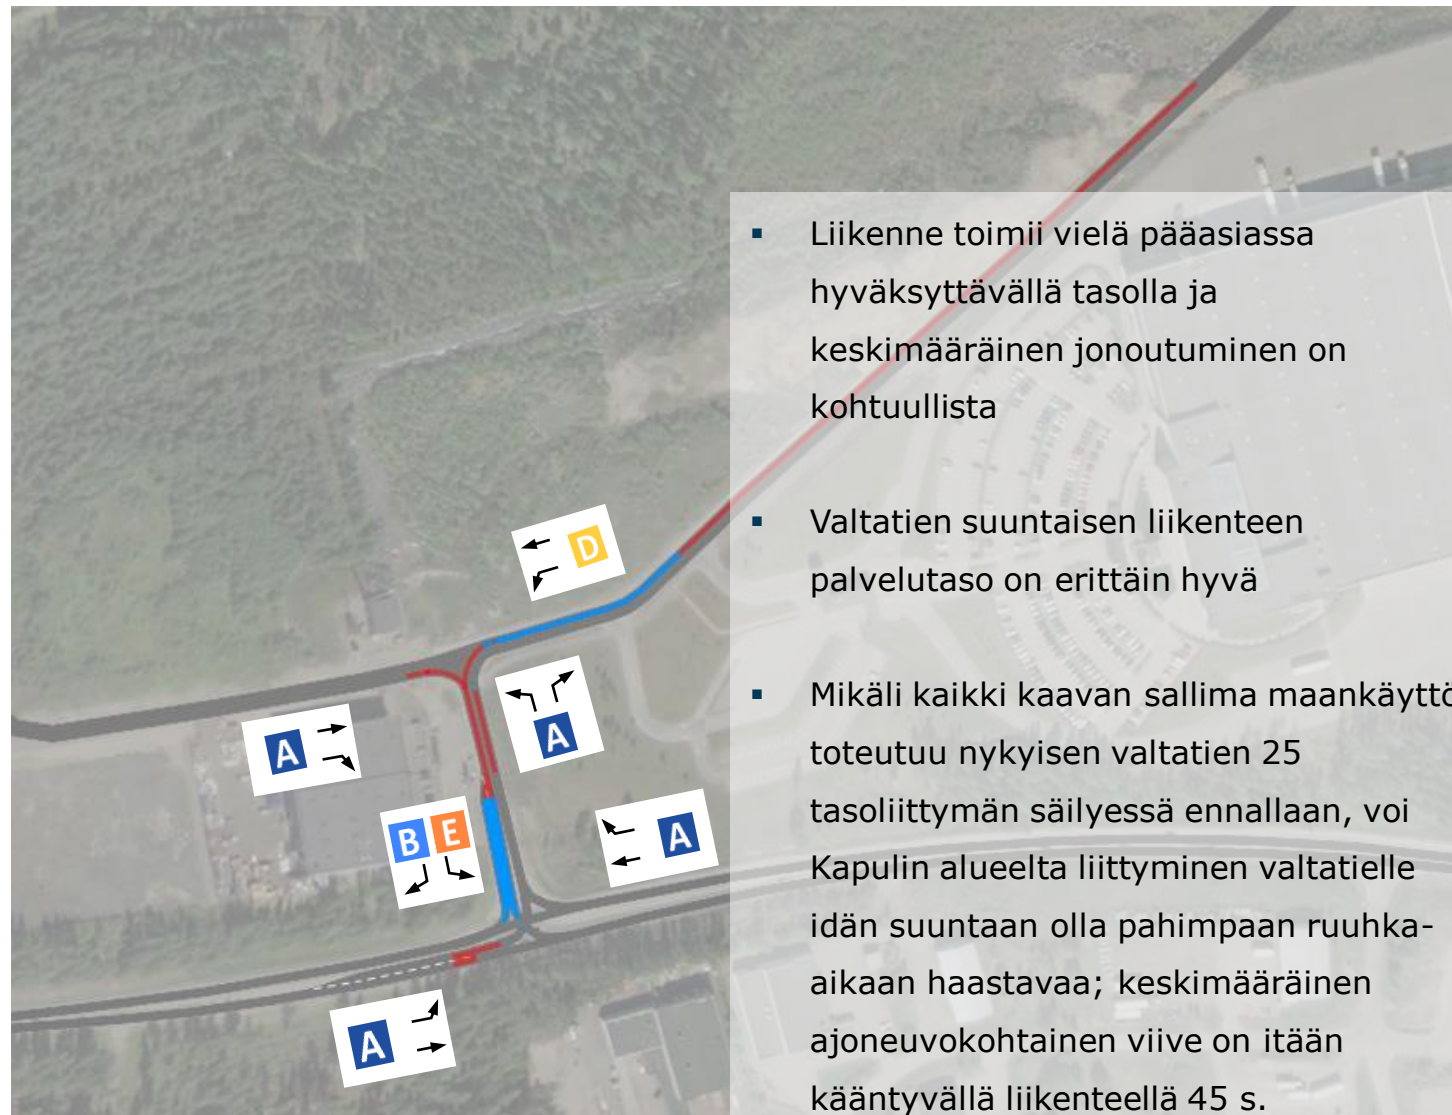 Liikenne toimii vielä pääasiassa
hyväksyttävällä tasolla ja
keskimääräinen jonoutuminen on
kohtuullista
Valtatien suuntaisen liikenteen
palvelutaso on erittäin hyvä
Mikäli kaikki kaavan sallima maankäyttö
toteutuu nykyisen valtatien 25
tasoliittymän säilyessä ennallaan, voi
Kapulin alueelta liittyminen valtatielle
idän suuntaan olla pahimpaan ruuhka-
aikaan haastavaa; keskimääräinen
ajoneuvokohtainen viive on itään
kääntyvällä liikenteellä 45 s.
D
A
A
B E
A
A